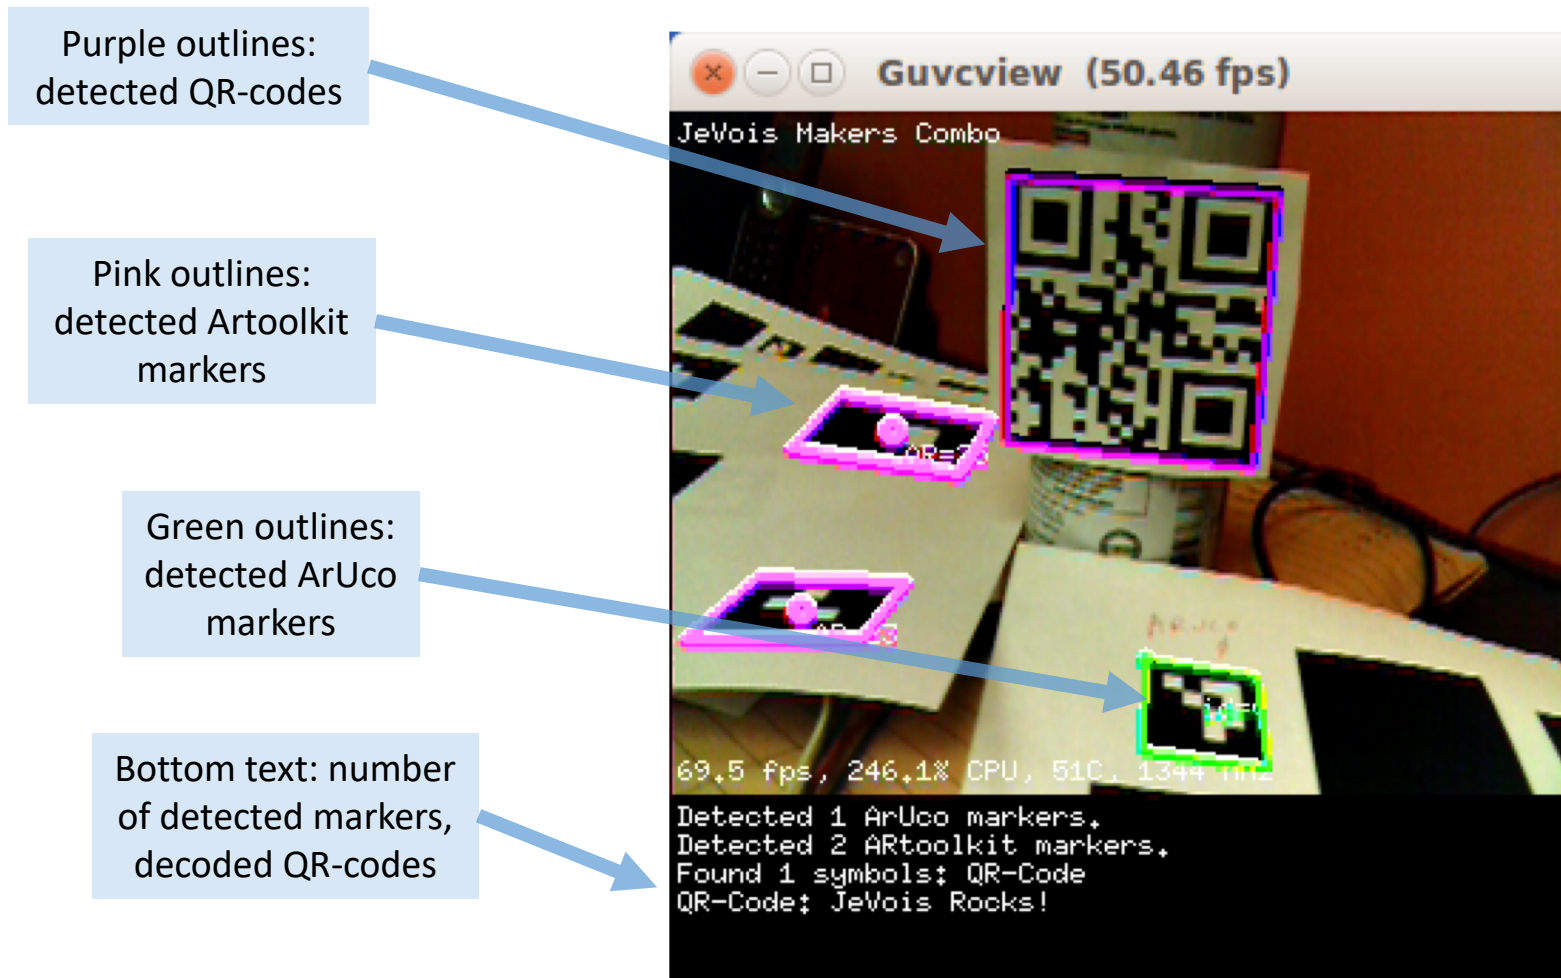 Purple outlines:
detected QR-codes
Pink outlines:
detected Artoolkit
markers
Green outlines:
detected ArUco
markers
Bottom text: number
of detected markers,
decoded QR-codes
Guvcview (50.46 fps)
JeVois Makers Combo
ARUCO
69.5 fps, 246.1% CPU, 51C, 1344
Detected 1 ArUco markers.
Detected 2 ARtoolkit markers.
Found 1 symbols: QR-Code
QR-Code: JeVois Rocks!